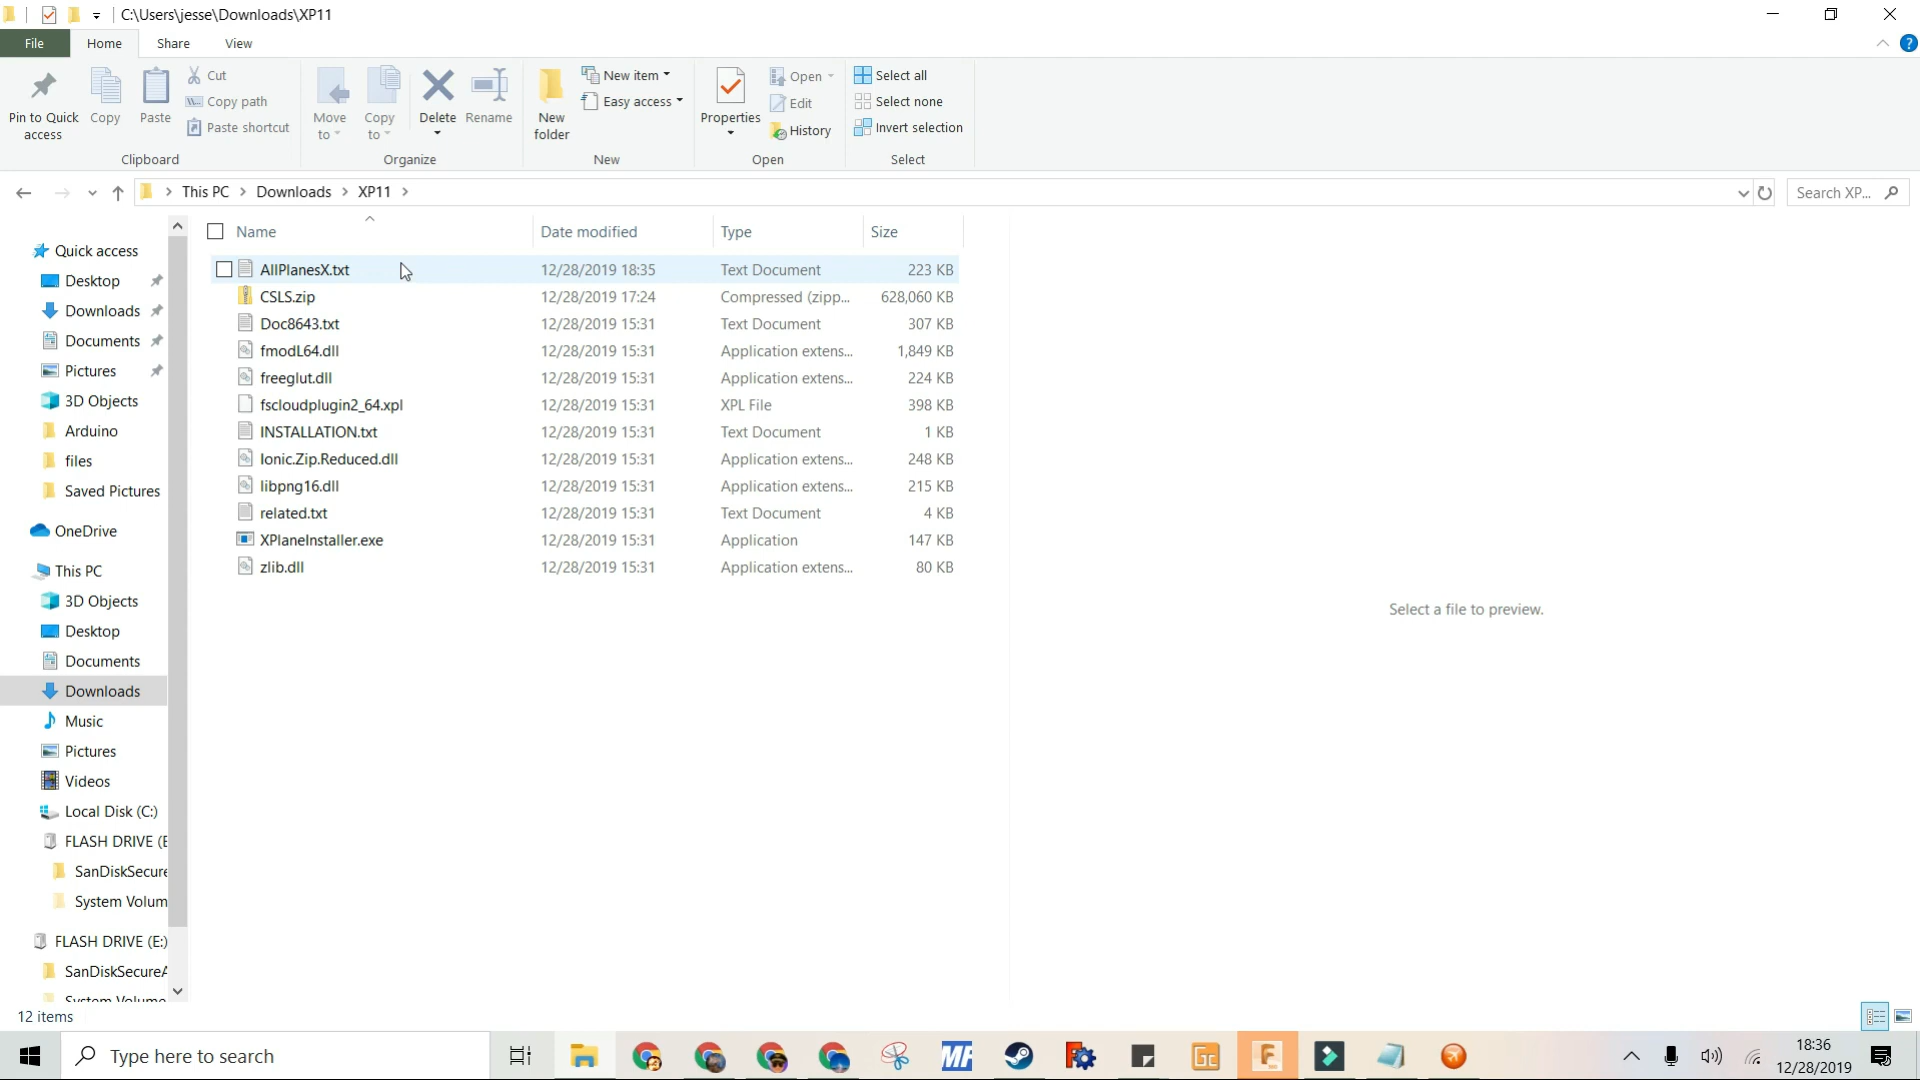 C:\Users\jesse\Downloads\XP11
File Home Share View
Pin to Quick access
Copy
Paste
Cut
Copy path
Paste shortcut
Clipboard
Move to
Copy to
Delete
Rename
Organize
New folder
New item
Easy access
New
Properties
Open
Edit
History
Open
Select all
Select none
Invert selection
Select
This PC > Downloads > XP11 >
Search XP...
Name Date modified Type Size
AllPlanesX.txt 12/28/2019 18:35 Text Document 223 KB
CSLS.zip 12/28/2019 17:24 Compressed (zipp... 628,060 KB
Doc8643.txt 12/28/2019 15:31 Text Document 307 KB
fmodL64.dll 12/28/2019 15:31 Application extens... 1,849 KB
freeglut.dll 12/28/2019 15:31 Application extens... 224 KB
fscloudplugin2_64.xpl 12/28/2019 15:31 XPL File 398 KB
INSTALLATION.txt 12/28/2019 15:31 Text Document 1 KB
Ionic.Zip.Reduced.dll 12/28/2019 15:31 Application extens... 248 KB
libpng16.dll 12/28/2019 15:31 Application extens... 215 KB
related.txt 12/28/2019 15:31 Text Document 4 KB
XPlaneInstaller.exe 12/28/2019 15:31 Application 147 KB
zlib.dll 12/28/2019 15:31 Application extens... 80 KB
Quick access
Desktop
Downloads
Documents
Pictures
3D Objects
Arduino
files
Saved Pictures
OneDrive
This PC
3D Objects
Desktop
Documents
Downloads
Music
Pictures
Videos
Local Disk (C:)
FLASH DRIVE (E
SanDiskSecure
System Volum
FLASH DRIVE (E:)
SanDiskSecureA
System Volume
Select a file to preview.
12 items
Type here to search
MF
GC
F
18:36
12/28/2019